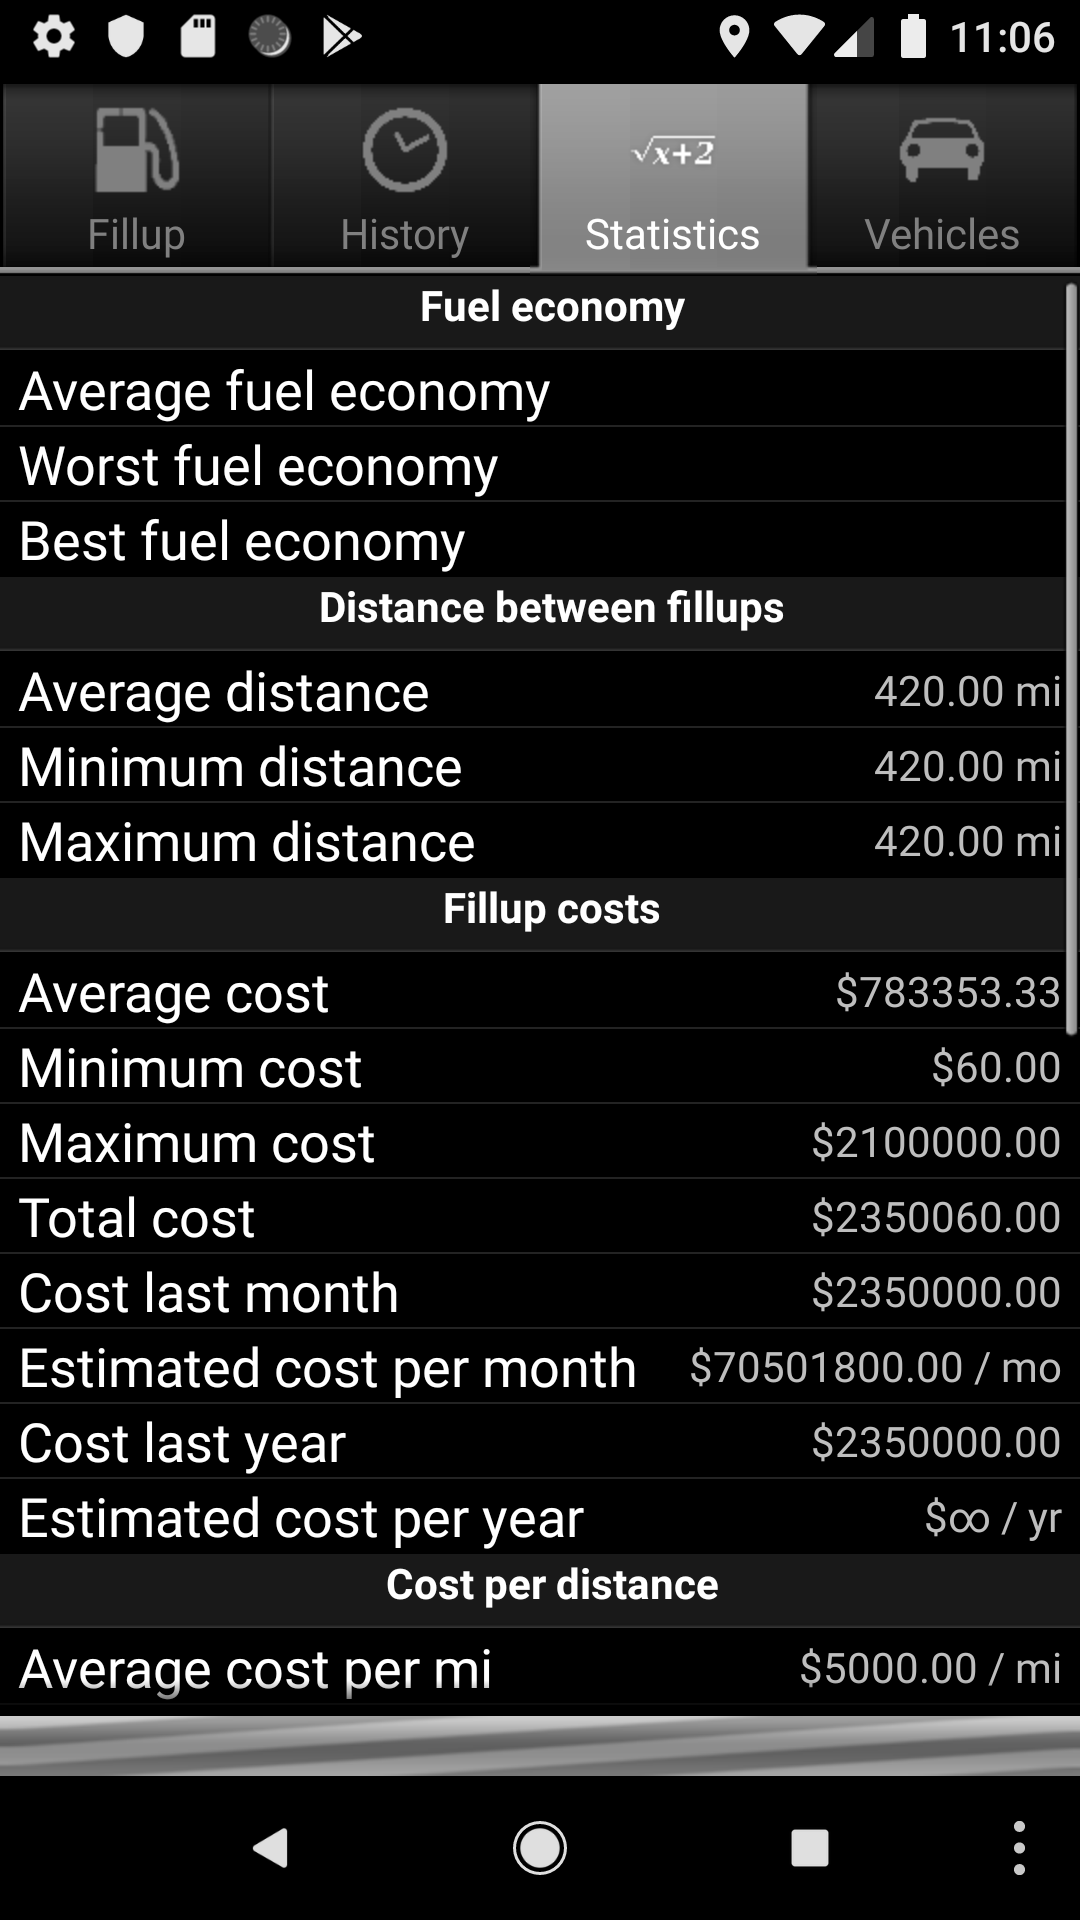 11:06
√x+2
Fillup History Statistics Vehicles
Fuel economy
Average fuel economy
Worst fuel economy
Best fuel economy
Distance between fillups
Average distance 420.00 mi
Minimum distance 420.00 mi
Maximum distance 420.00 mi
Fillup costs
Average cost $783353.33
Minimum cost $60.00
Maximum cost $2100000.00
Total cost $2350060.00
Cost last month $2350000.00
Estimated cost per month $70501800.00 / mo
Cost last year $2350000.00
Estimated cost per year $∞ / yr
Cost per distance
Average cost per mi $5000.00 / mi